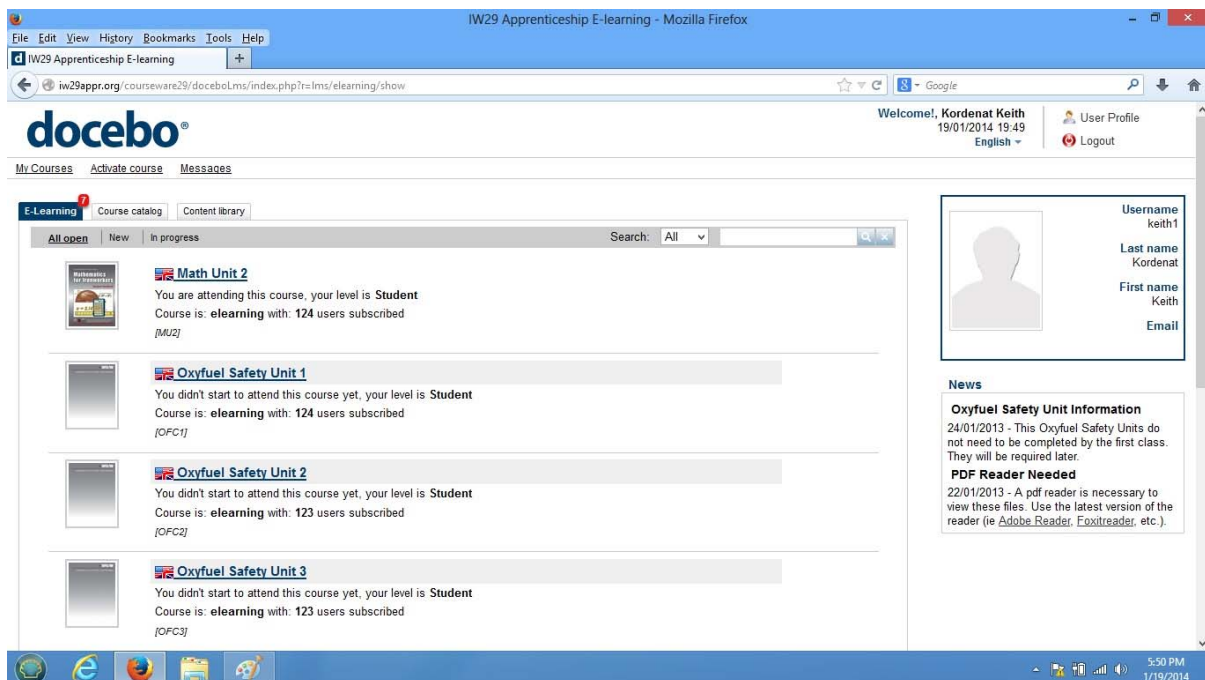 IW29 Apprenticeship E-learning - Mozilla Firefox
File Edit View History Bookmarks Tools Help
d IW29 Apprenticeship E-learning +
iw29appr.org/courseware29/doceboLms/index.php?r=lms/elearning/show
8 - Google
docebo®
Welcome!, Kordenat Keith
19/01/2014 19:49
English
User Profile
Logout
My Courses Activate course Messages
E-Learning 7 Course catalog Content library
All open New In progress Search: All
Mathematics for Ironworkers
Math Unit 2
You are attending this course, your level is Student
Course is: elearning with: 124 users subscribed
[MU2]
Oxyfuel Safety Unit 1
You didn't start to attend this course yet, your level is Student
Course is: elearning with: 124 users subscribed
[OFC1]
Oxyfuel Safety Unit 2
You didn't start to attend this course yet, your level is Student
Course is: elearning with: 123 users subscribed
[OFC2]
Oxyfuel Safety Unit 3
You didn't start to attend this course yet, your level is Student
Course is: elearning with: 123 users subscribed
[OFC3]
Username
keith1
Last name
Kordenat
First name
Keith
Email
News
Oxyfuel Safety Unit Information
24/01/2013 - This Oxyfuel Safety Units do
not need to be completed by the first class.
They will be required later.
PDF Reader Needed
22/01/2013 - A pdf reader is necessary to
view these files. Use the latest version of the
reader (ie Adobe Reader, Foxitreader, etc.).
5:50 PM
1/19/2014